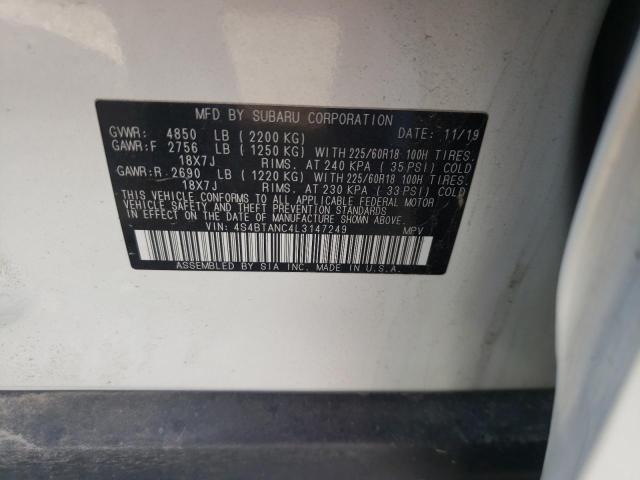 MFD BY SUBARU CORPORATION
GVWR: 4850 LB (2200 KG) DATE: 11/19
GAWR:F 2756 LB (1250 KG) WITH 225/60R18 100H TIRES.
18X7J RIMS. AT 240 KPA (35 PSI) COLD
GAWR:R 2690 LB (1220 KG) WITH 225/60R18 100H TIRES.
18X7J RIMS. AT 230 KPA (33 PSI) COLD
THIS VEHICLE CONFORMS TO ALL APPLICABLE FEDERAL MOTOR
VEHICLE SAFETY AND THEFT PREVENTION STANDARDS
IN EFFECT ON THE DATE OF MANUFACTURE SHOWN ABOVE.
VIN: 4S4BTANC4L3147249 MPV
ASSEMBLED BY SIA INC. MADE IN U.S.A.